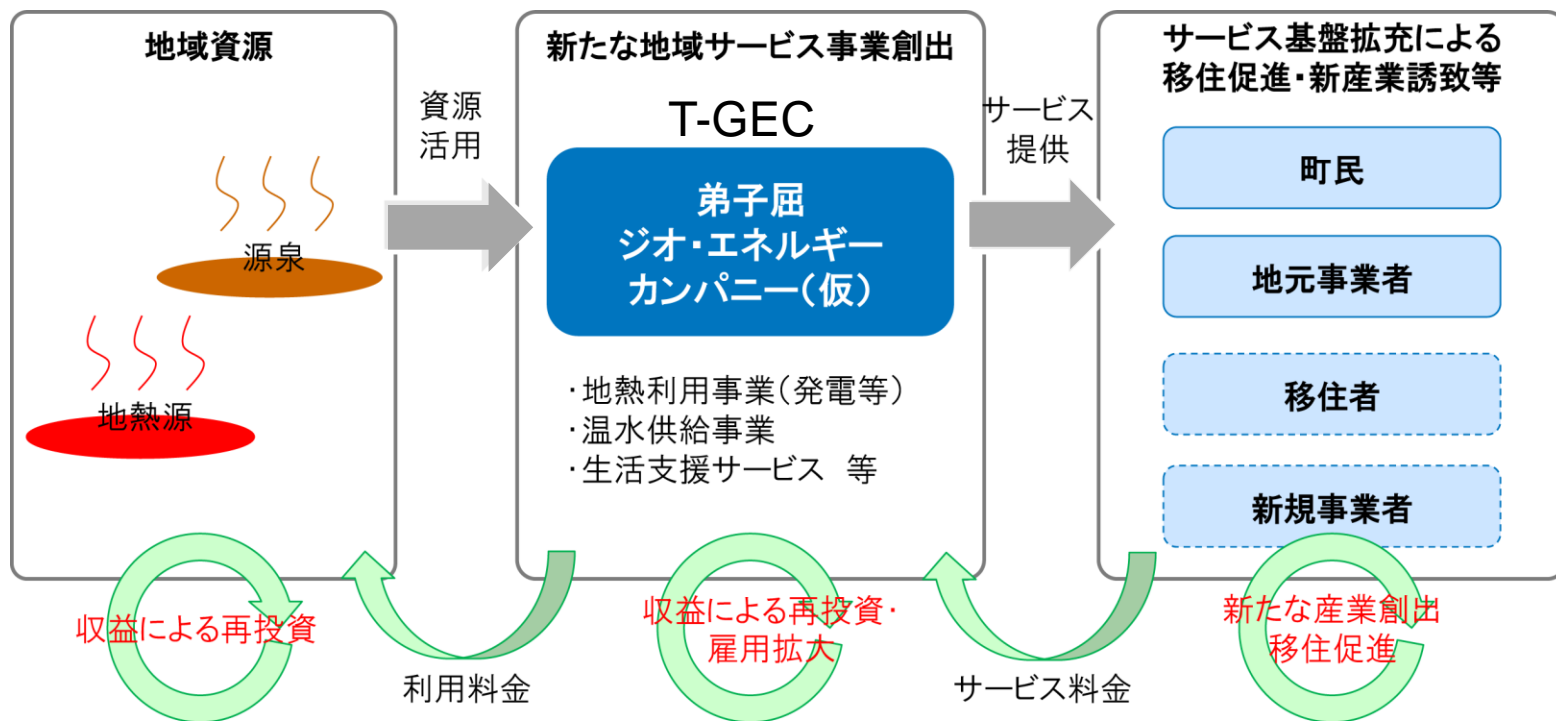 地域資源
源泉
地熱源
収益による再投資
資源
活用
利用料金
新たな地域サービス事業創出
T-GEC
弟子屈
ジオ・エネルギー
カンパニー(仮)
・地熱利用事業(発電等)
・温水供給事業
・生活支援サービス 等
収益による再投資・
雇用拡大
サービス
提供
サービス料金
サービス基盤拡充による
移住促進・新産業誘致等
町民
地元事業者
移住者
新規事業者
新たな産業創出
移住促進